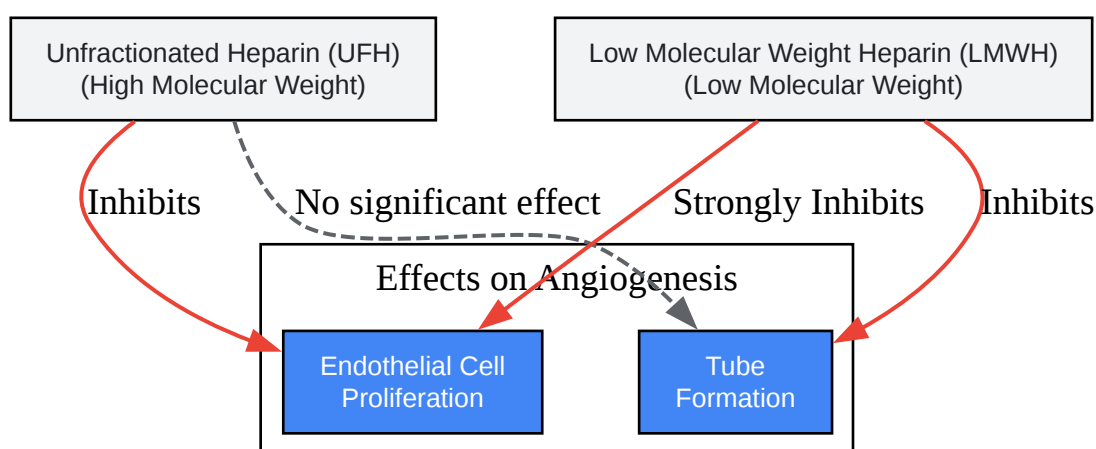 Unfractionated Heparin (UFH)
(High Molecular Weight)
Low Molecular Weight Heparin (LMWH)
(Low Molecular Weight)
Inhibits
No significant effect
Strongly Inhibits
Inhibits
Effects on Angiogenesis
Endothelial Cell
Proliferation
Tube
Formation